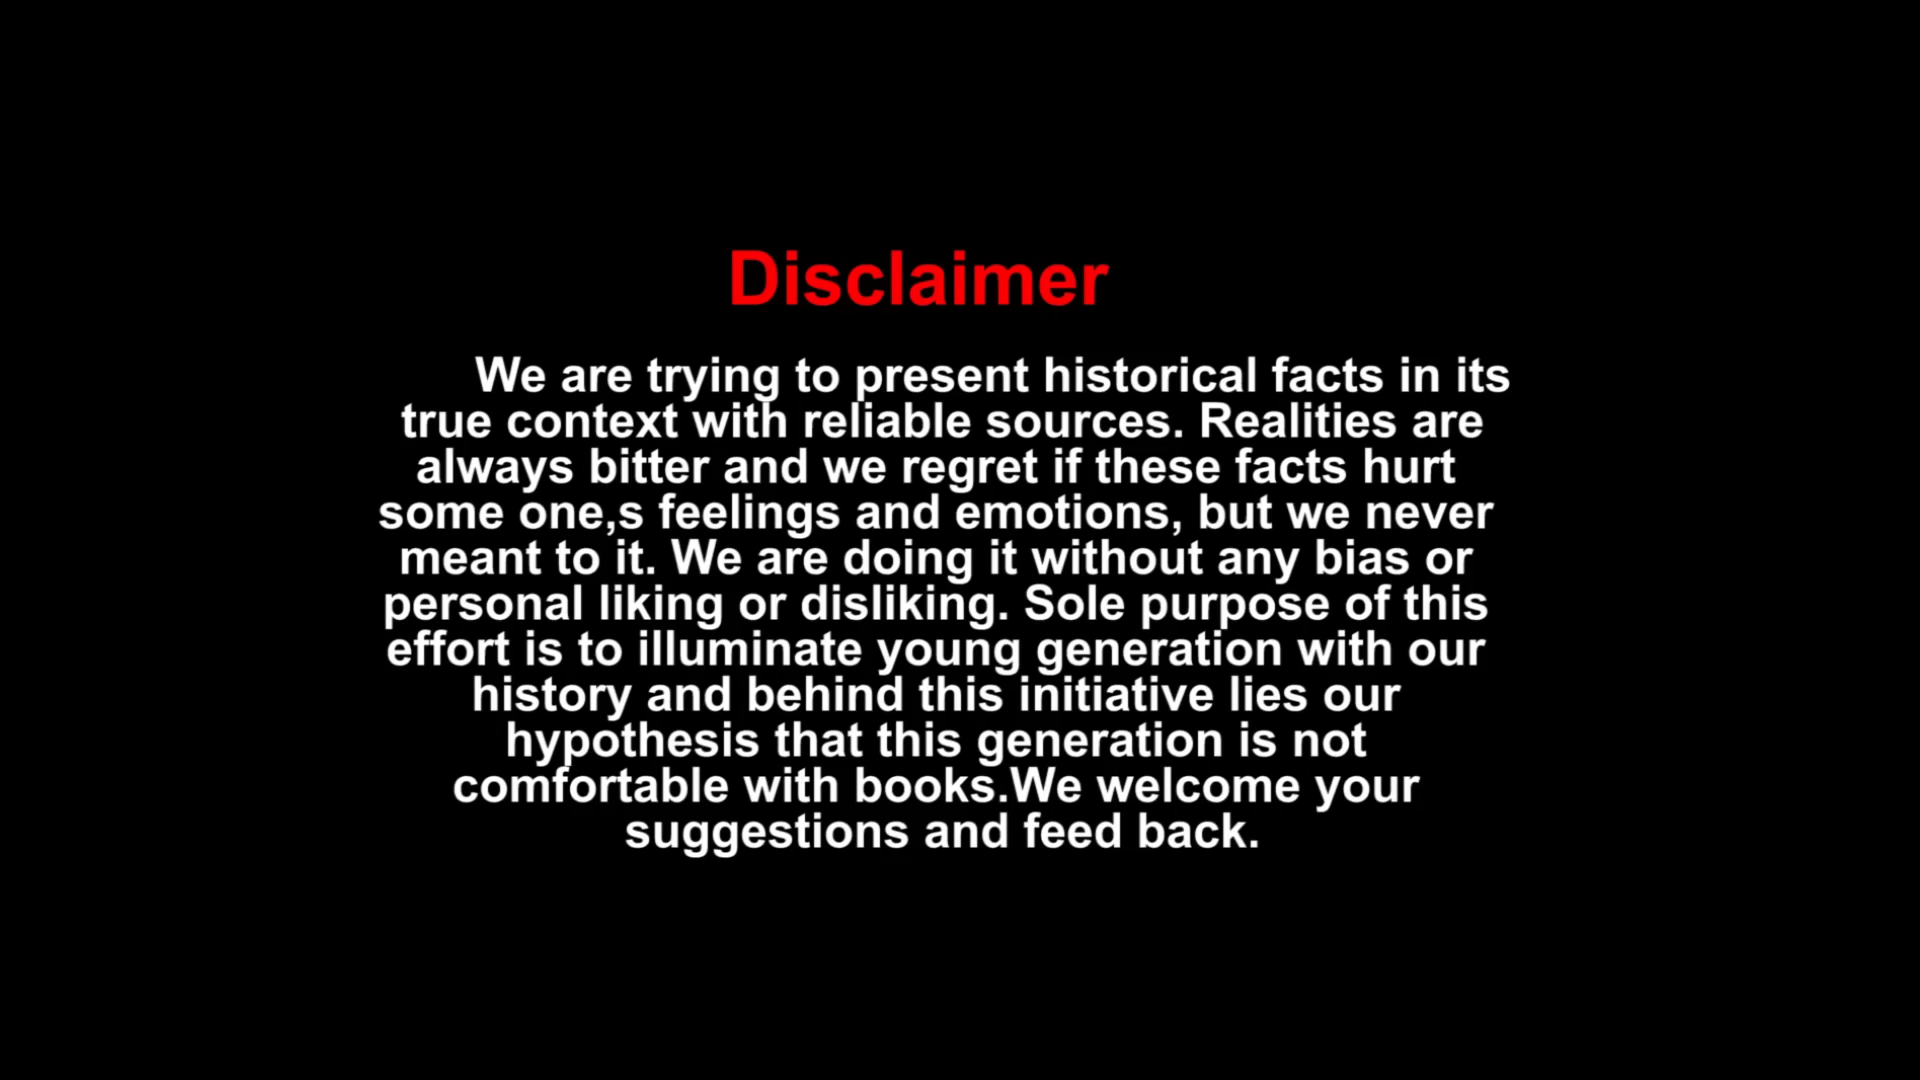 Disclaimer
We are trying to present historical facts in its
true context with reliable sources. Realities are
always bitter and we regret if these facts hurt
some one,s feelings and emotions, but we never
meant to it. We are doing it without any bias or
personal liking or disliking. Sole purpose of this
effort is to illuminate young generation with our
history and behind this initiative lies our
hypothesis that this generation is not
comfortable with books.We welcome your
suggestions and feed back.